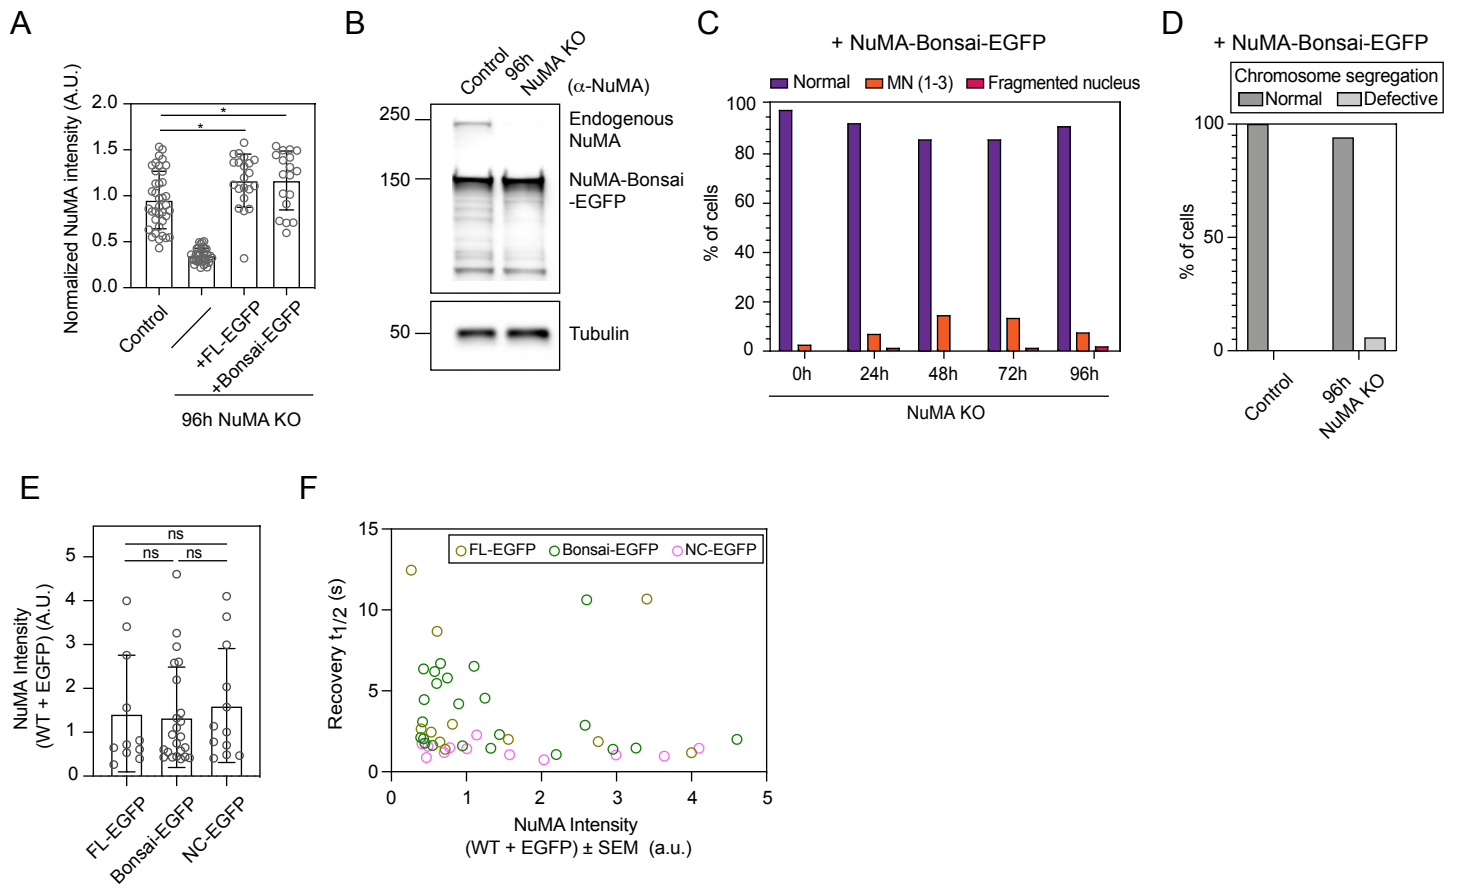 A
Normalized NuMA intensity (A.U.)
2.0
1.5
1.0
0.5
0.0
*
*
Control
+FL-EGFP
+Bonsai-EGFP
96h NuMA KO
B
Control
96h
NuMA KO
(α-NuMA)
250
150
50
Endogenous
NuMA
NuMA-Bonsai
-EGFP
Tubulin
C
+ NuMA-Bonsai-EGFP
Normal MN (1-3) Fragmented nucleus
% of cells
100
80
60
40
20
0
0h 24h 48h 72h 96h
NuMA KO
D
+ NuMA-Bonsai-EGFP
Chromosome segregation
Normal Defective
% of cells
100
50
0
Control
96h
NuMA KO
E
NuMA Intensity
(WT + EGFP) (A.U.)
5
4
3
2
1
0
ns
ns ns
FL-EGFP
Bonsai-EGFP
NC-EGFP
F
FL-EGFP Bonsai-EGFP NC-EGFP
Recovery t1/2 (s)
15
10
5
0
0 1 2 3 4 5
NuMA Intensity
(WT + EGFP) ± SEM (a.u.)